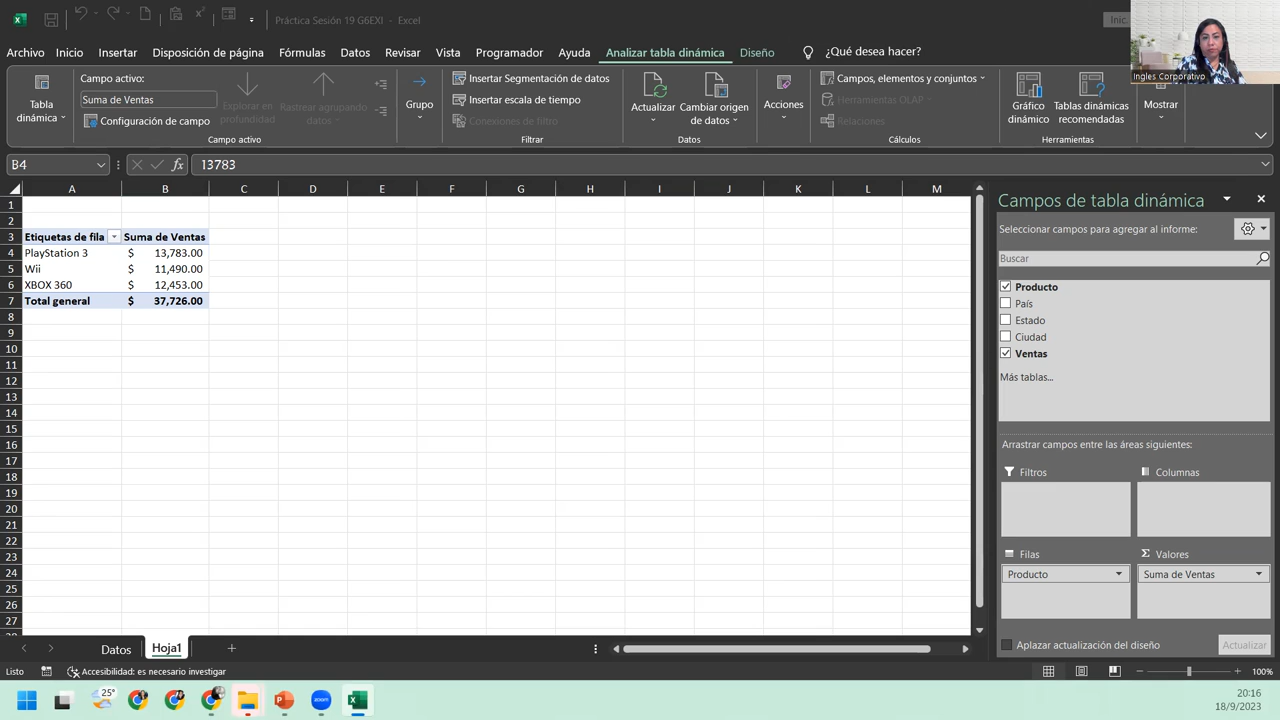 Práctica Sesión 19 G6EXI - Excel
Inic
Archivo Inicio Insertar Disposición de página Fórmulas Datos Revisar Vista Programador Ayuda Analizar tabla dinámica Diseño ¿Qué desea hacer?
Ingles Corporativo
Tabla dinámica
Campo activo:
Suma de Ventas
Configuración de campo
Explorar en profundidad
Rastrear agrupando datos
Campo activo
Grupo
Insertar Segmentación de datos
Insertar escala de tiempo
Conexiones de filtro
Filtrar
Actualizar
Cambiar origen de datos
Datos
Acciones
Campos, elementos y conjuntos
Herramientas OLAP
Relaciones
Cálculos
Gráfico dinámico
Tablas dinámicas recomendadas
Herramientas
Mostrar
B4
fx
13783
A B C D E F G H I J K L M
1
2
3 Etiquetas de fila Suma de Ventas
4 PlayStation 3 $ 13,783.00
5 Wii $ 11,490.00
6 XBOX 360 $ 12,453.00
7 Total general $ 37,726.00
8
9
10
11
12
13
14
15
16
17
18
19
20
21
22
23
24
25
26
27
Campos de tabla dinámica
Seleccionar campos para agregar al informe:
Buscar
Producto
País
Estado
Ciudad
Ventas
Más tablas...
Arrastrar campos entre las áreas siguientes:
Filtros
Columnas
Filas
Σ Valores
Producto
Suma de Ventas
Aplazar actualización del diseño
Actualizar
Datos Hoja1
Listo
Accesibilidad: es necesario investigar
100%
25°
zoom
20:16
18/9/2023